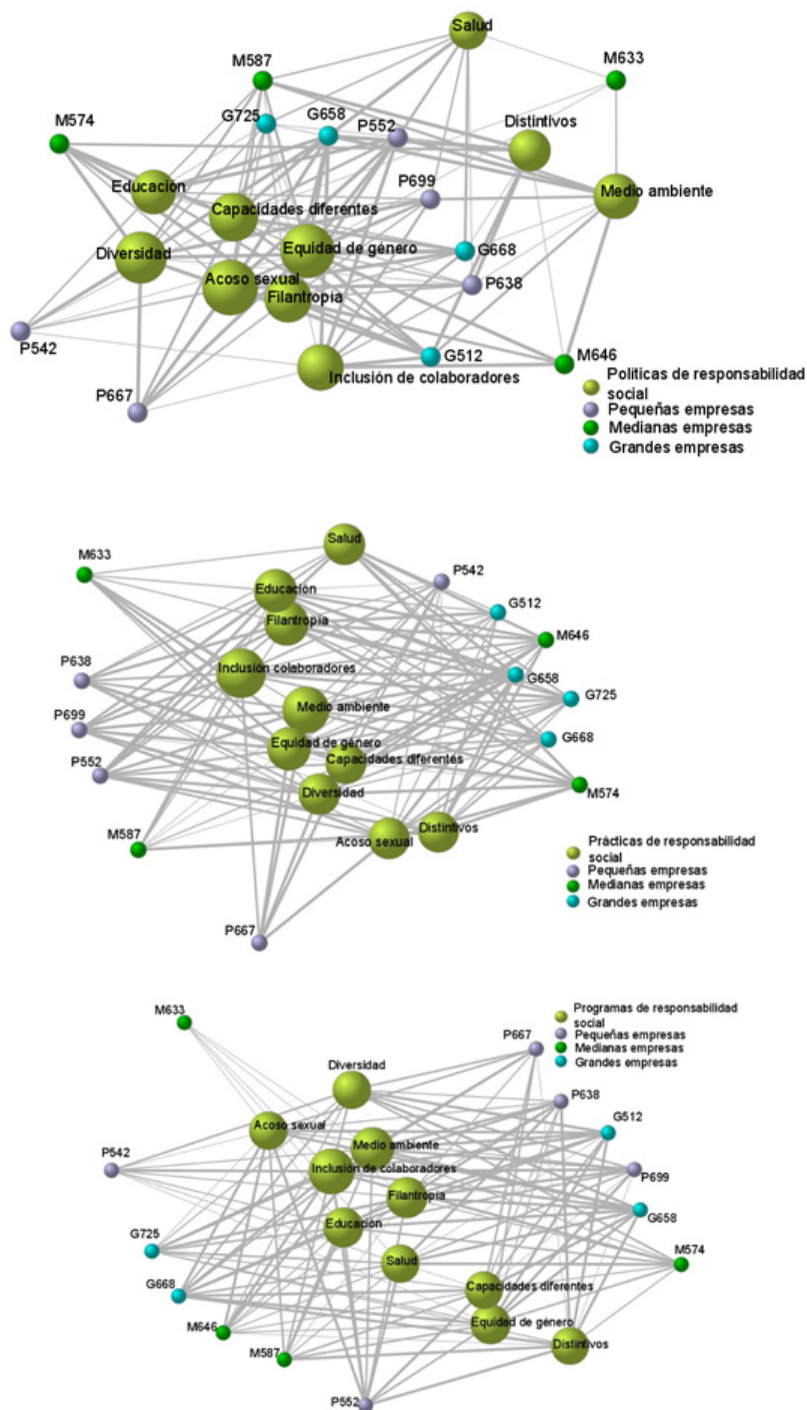 Salud
M587
M633
G725
G658
P552
Distintivos
M574
Educación
P699
Medio ambiente
Capacidades diferentes
Diversidad
Equidad de género
G668
Acoso sexual
P638
Filantropía
P542
G512
M646
Inclusión de colaboradores
P667
Políticas de responsabilidad
social
Pequeñas empresas
Medianas empresas
Grandes empresas
Salud
M633
P542
Educación
G512
Filantropía
M646
P638
Inclusión colaboradores
G658
G725
Medio ambiente
P699
Equidad de género
G668
P552
Capacidades diferentes
Diversidad
M574
M587
Acoso sexual
Distintivos
Prácticas de responsabilidad
social
Pequeñas empresas
Medianas empresas
Grandes empresas
P667
M633
Programas de responsabilidad
social
Pequeñas empresas
Medianas empresas
Grandes empresas
P667
Diversidad
P638
G512
Acoso sexual
Medio ambiente
P542
Inclusión de colaboradores
P699
Filantropía
G658
Educación
G725
M574
Salud
G668
Capacidades diferentes
Equidad de género
M646
Distintivos
M587
P552